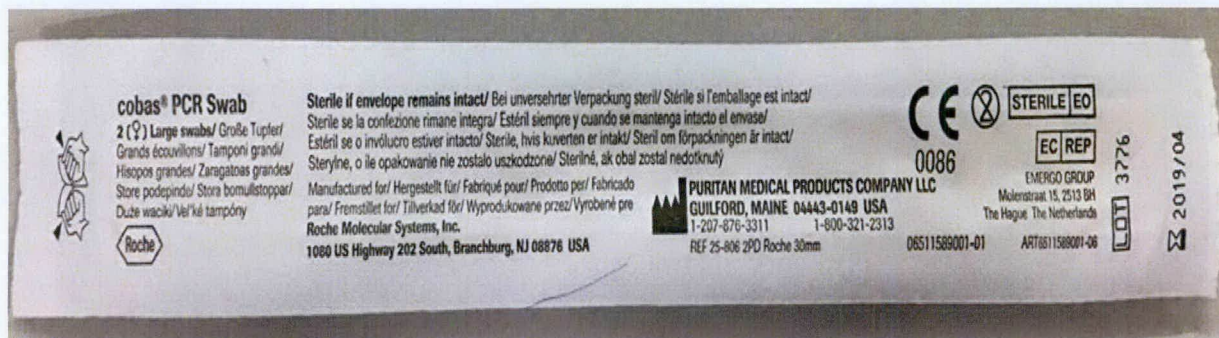 cobas® PCR Swab
2 (♀) Large swabs/ Große Tupfer/
Grands écouvillons/ Tamponi grandi/
Hisopos grandes/ Zaragatoas grandes/
Store podepinde/ Stora bomullstoppar/
Duże waciki/ Veľké tampóny
Roche
Sterile if envelope remains intact/ Bei unversehrter Verpackung steril/ Stérile si l'emballage est intact/
Sterile se la confezione rimane integra/ Estéril siempre y cuando se mantenga intacto el envase/
Estéril se o invólucro estiver intacto/ Sterile, hvis kuverten er intakt/ Steril om förpackningen är intact/
Sterylne, o ile opakowanie nie zostało uszkodzone/ Sterilné, ak obal zostal nedotknutý
Manufactured for/ Hergestellt für/ Fabriqué pour/ Prodotto per/ Fabricado
para/ Fremstillet for/ Tillverkad för/ Wyprodukowane przez/ Vyrobené pre
Roche Molecular Systems, Inc.
1080 US Highway 202 South, Branchburg, NJ 08876 USA
PURITAN MEDICAL PRODUCTS COMPANY LLC
GUILFORD, MAINE 04443-0149 USA
1-207-876-3311 1-800-321-2313
REF 25-806 2PD Roche 30mm
CE
0086
2
STERILE EO
EC REP
EMERGO GROUP
Molenstraat 15, 2513 BH
The Hague The Netherlands
06511589001-01 ART6511589001-06
LOT 3776
2019/04